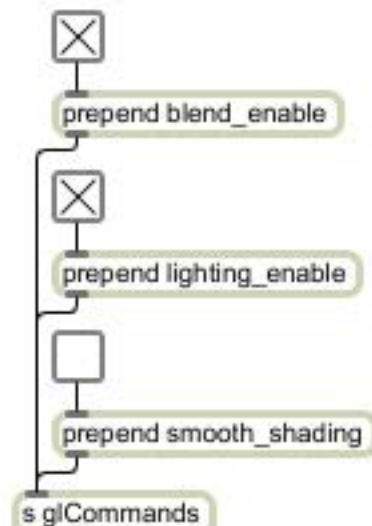 prepend blend_enable
prepend lighting_enable
prepend smooth_shading
s glCommands